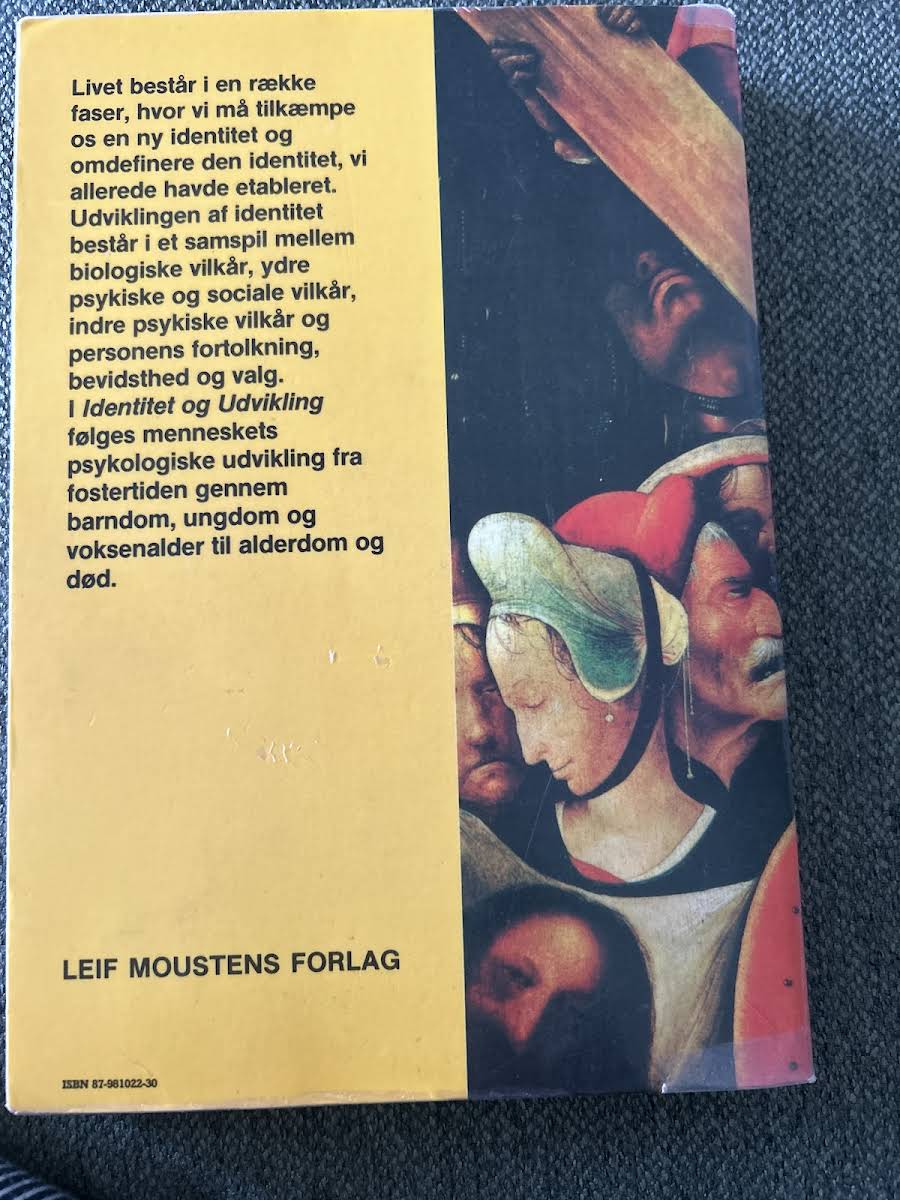 Livet består i en række
faser, hvor vi må tilkæmpe
os en ny identitet og
omdefinere den identitet, vi
allerede havde etableret.
Udviklingen af identitet
består i et samspil mellem
biologiske vilkår, ydre
psykiske og sociale vilkår,
indre psykiske vilkår og
personens fortolkning,
bevidsthed og valg.
I Identitet og Udvikling
følges menneskets
psykologiske udvikling fra
fostertiden gennem
barndom, ungdom og
voksenalder til alderdom og
død.
LEIF MOUSTENS FORLAG
ISBN 87-981022-30